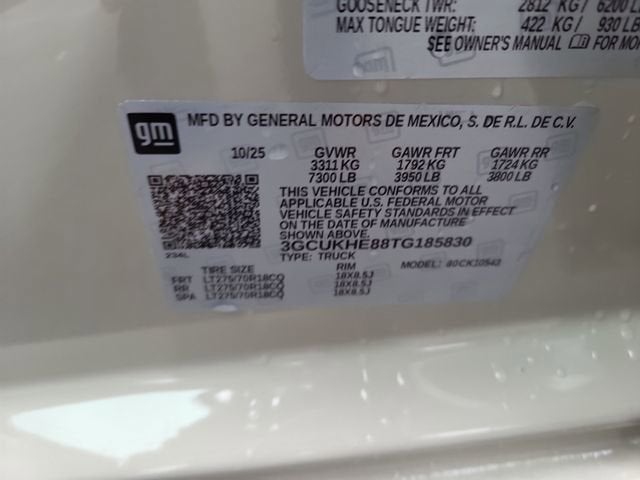 GOOSENECK TWR: 2812 KG / 6200 L
MAX TONGUE WEIGHT: 422 KG / 930 LB
SEE OWNER'S MANUAL FOR MO
gm
MFD BY GENERAL MOTORS DE MEXICO, S. DE R.L. DE C.V.
10/25 GVWR GAWR FRT GAWR RR
3311 KG 1792 KG 1724 KG
7300 LB 3950 LB 3800 LB
THIS VEHICLE CONFORMS TO ALL
APPLICABLE U.S. FEDERAL MOTOR
VEHICLE SAFETY STANDARDS IN EFFECT
ON THE DATE OF MANUFACTURE
SHOWN ABOVE.
3GCUKHE88TG185830
TYPE: TRUCK MODEL: 80CK10543
234L
TIRE SIZE RIM
FRT LT275/70R18CQ 18X8.5J
RR LT275/70R18CQ 18X8.5J
SPA LT275/70R18CQ 18X8.5J